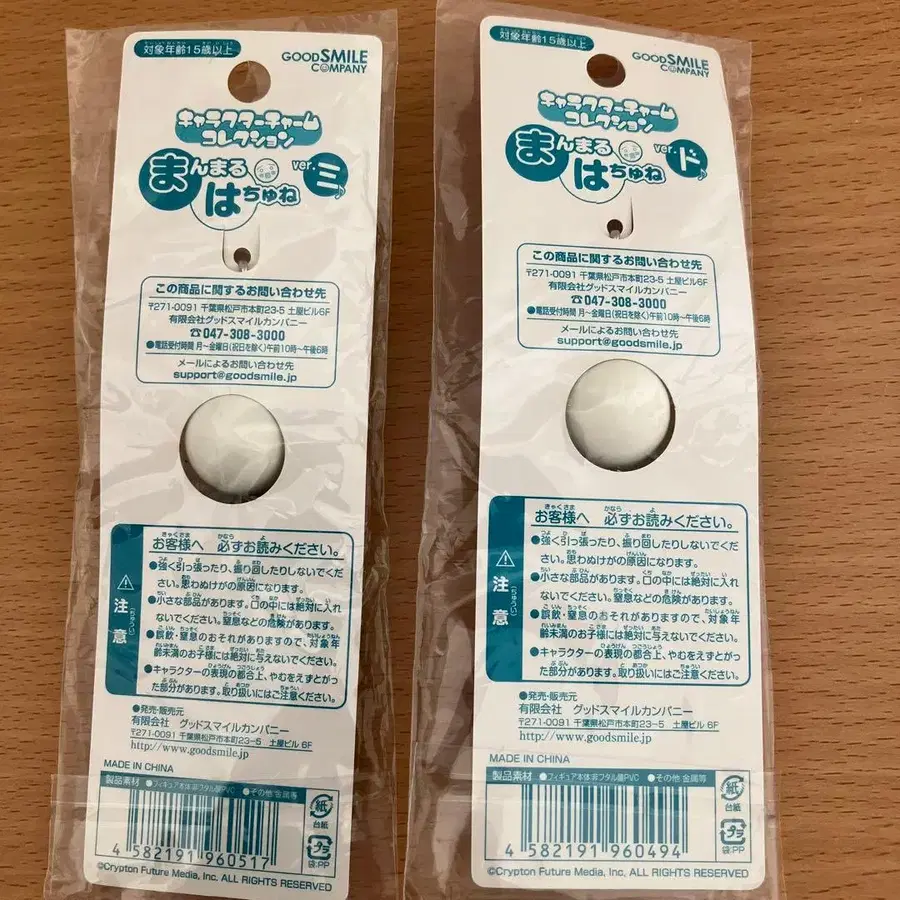 対象年齢15歳以上
GOODSMILE
COMPANY
キャラクターチャーム
コレクション
まんまる
はちゅね
ver.ミ♪
この商品に関するお問い合わせ先
〒271-0091 千葉県松戸市本町23-5 土屋ビル6F
有限会社グッドスマイルカンパニー
☎047-308-3000
●電話受付時間 月〜金曜日(祝日を除く)午前10時〜午後6時
メールによるお問い合わせ先
support@goodsmile.jp
お客様へ 必ずお読みください。
⚠注意
●強く引っ張ったり、振り回したりしないでくだ
さい。思わぬけがの原因になります。
●小さな部品があります。口の中には絶対に入れ
ないでください。窒息などの危険があります。
●誤飲・窒息のおそれがありますので、対象年
齢未満のお子様には絶対に与えないでください。
●キャラクターの表現の都合上、やむをえずとがっ
た部分があります。取り扱いにはご注意ください。
●発売・販売元
有限会社 グッドスマイルカンパニー
〒271-0091 千葉県松戸市本町23-5 土屋ビル 6F
http://www.goodsmile.jp
MADE IN CHINA
製品素材 ●フィギュア本体:非フタル酸PVC ●その他:金属等
紙
台紙
プラ
袋:PP
4 582191 960517
©Crypton Future Media, Inc. ALL RIGHTS RESERVED
対象年齢15歳以上
GOODSMILE
COMPANY
キャラクターチャーム
コレクション
まんまる
はちゅね
ver.ド♪
この商品に関するお問い合わせ先
〒271-0091 千葉県松戸市本町23-5 土屋ビル6F
有限会社グッドスマイルカンパニー
☎047-308-3000
●電話受付時間 月〜金曜日(祝日を除く)午前10時〜午後6時
メールによるお問い合わせ先
support@goodsmile.jp
お客様へ 必ずお読みください。
⚠注意
●強く引っ張ったり、振り回したりしないでくだ
さい。思わぬけがの原因になります。
●小さな部品があります。口の中には絶対に入れ
ないでください。窒息などの危険があります。
●誤飲・窒息のおそれがありますので、対象年
齢未満のお子様には絶対に与えないでください。
●キャラクターの表現の都合上、やむをえずとがっ
た部分があります。取り扱いにはご注意ください。
●発売・販売元
有限会社 グッドスマイルカンパニー
〒271-0091 千葉県松戸市本町23-5 土屋ビル 6F
http://www.goodsmile.jp
MADE IN CHINA
製品素材 ●フィギュア本体:非フタル酸PVC ●その他:金属等
紙
台紙
プラ
袋:PP
4 582191 960494
©Crypton Future Media, Inc. ALL RIGHTS RESERVED